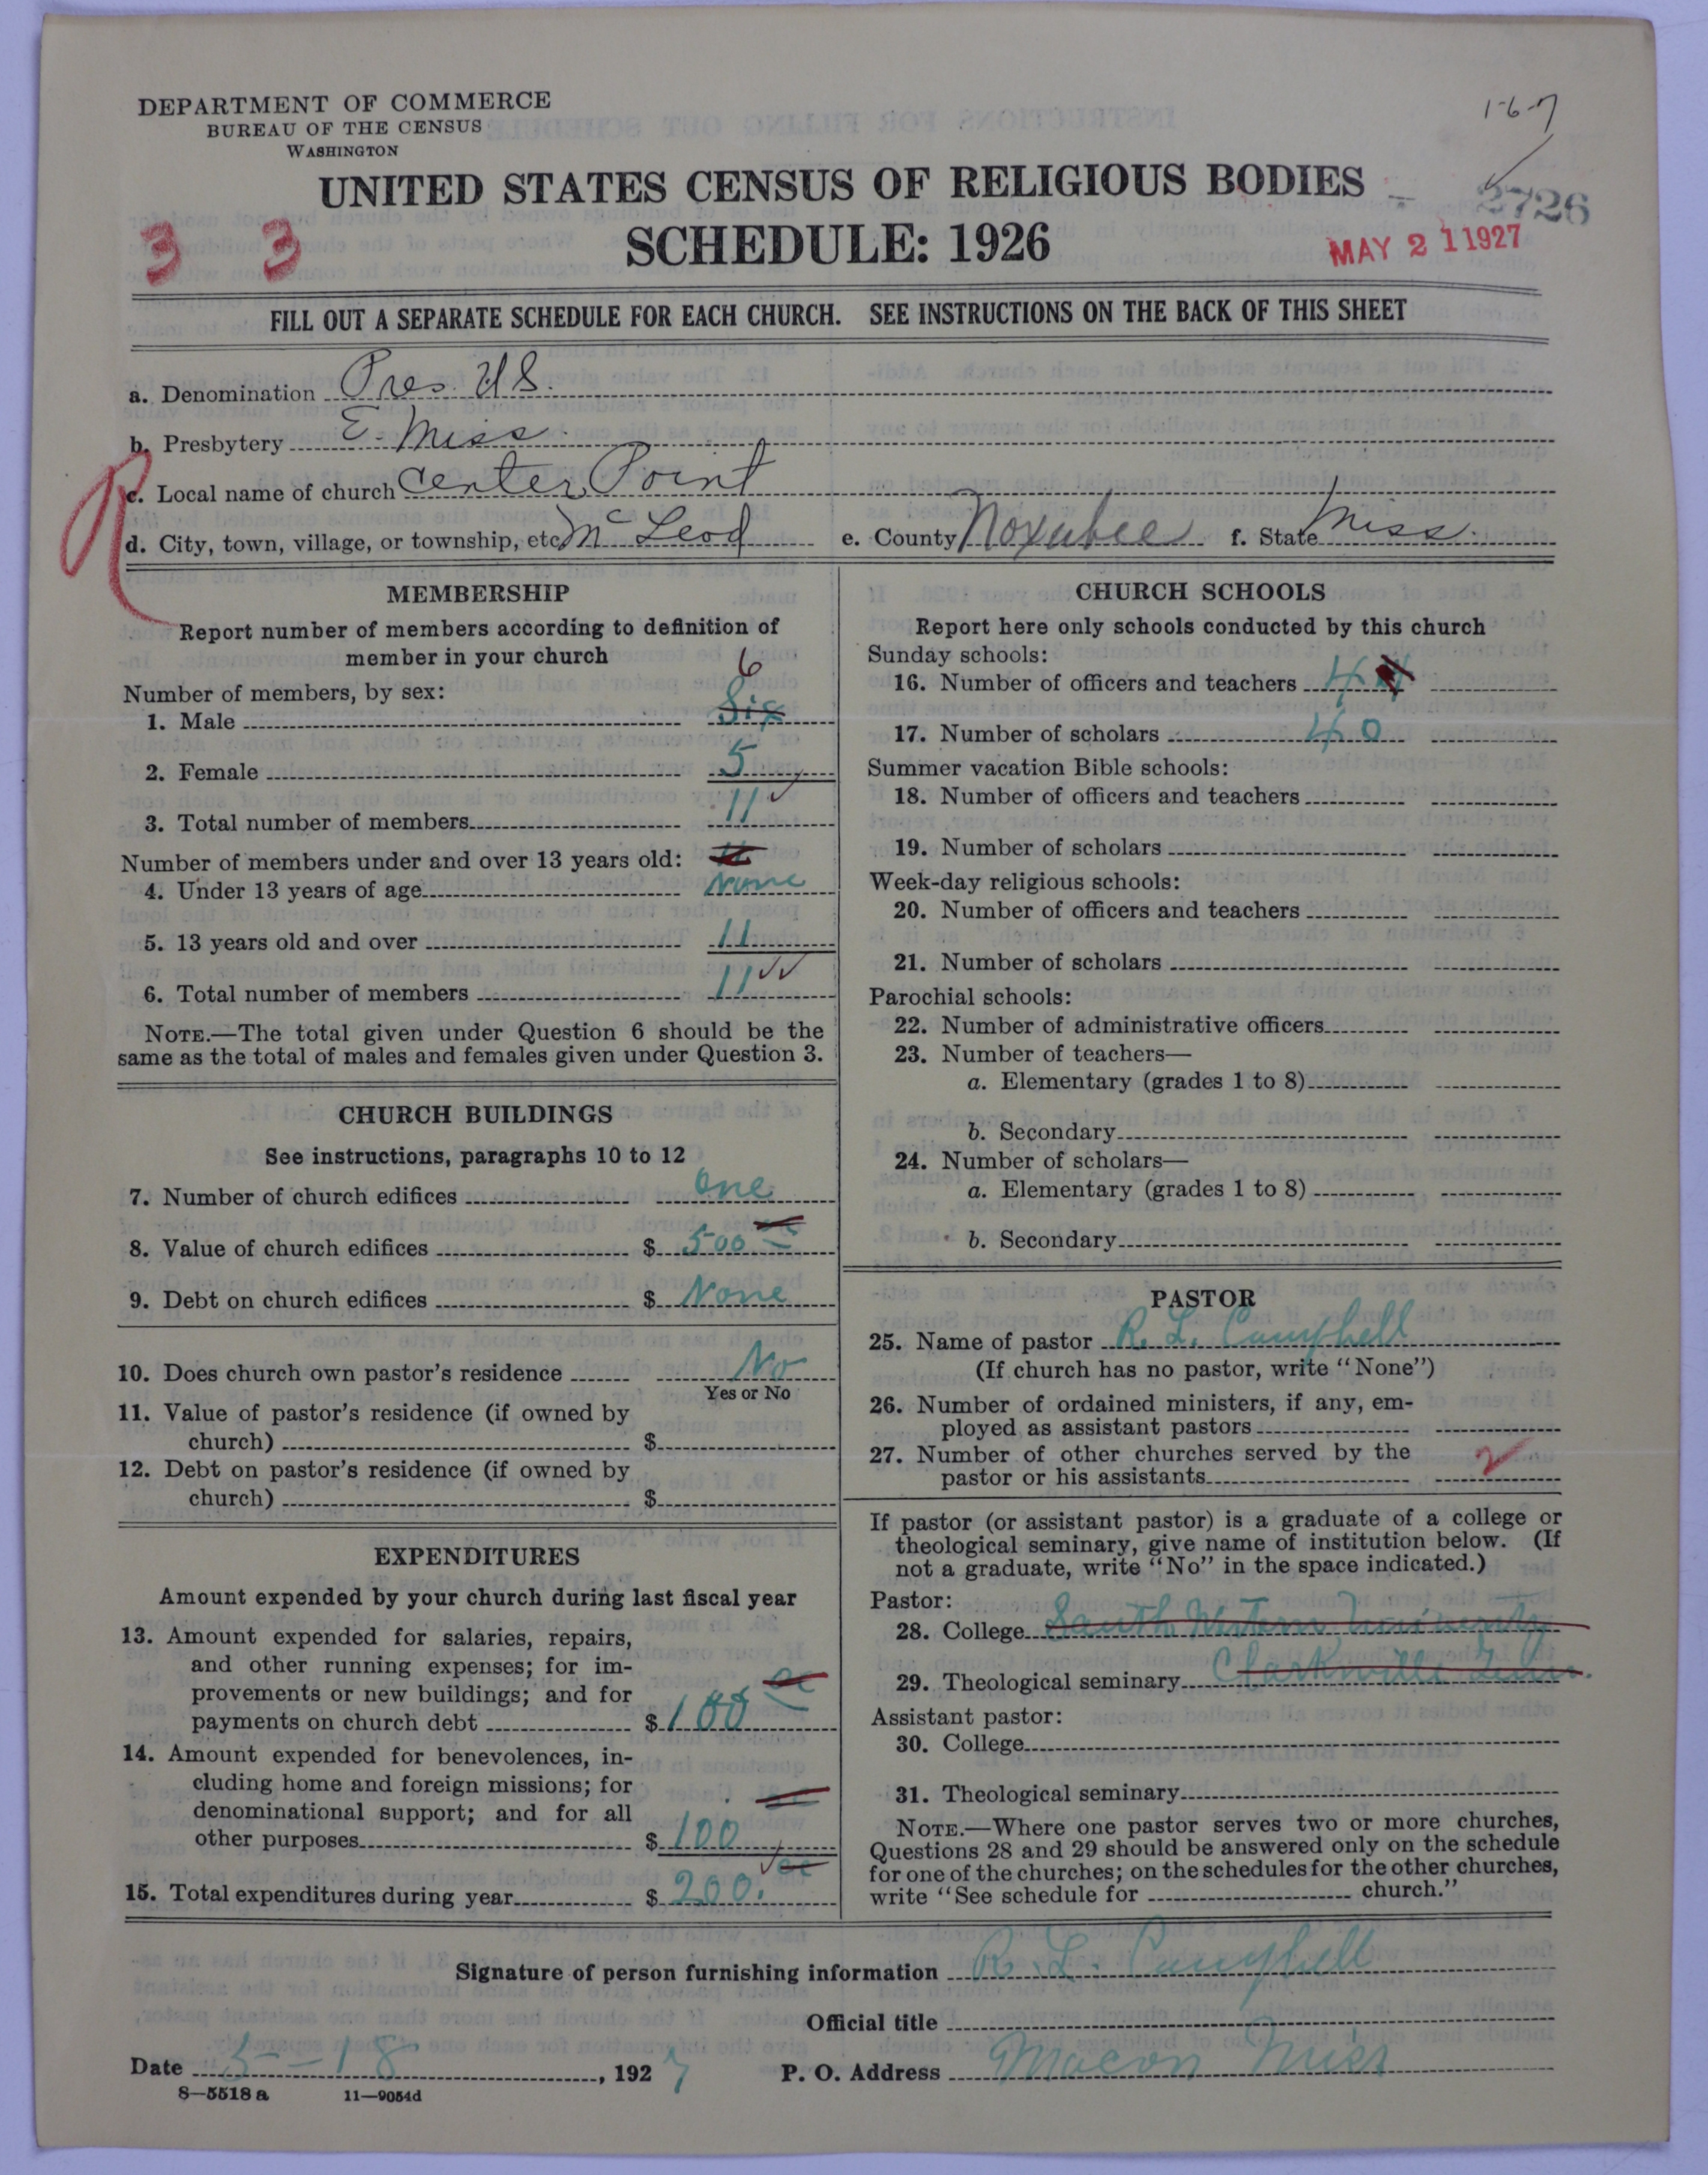 DEPARTMENT OF COMMERCE
BUREAU OF THE CENSUS
WASHINGTON
1-6-7
UNITED STATES CENSUS OF RELIGIOUS BODIES
2726
3 3
SCHEDULE: 1926
MAY 2 1 1927
FILL OUT A SEPARATE SCHEDULE FOR EACH CHURCH. SEE INSTRUCTIONS ON THE BACK OF THIS SHEET
a. Denomination Pres. U.S.
b. Presbytery E. Miss.
R
c. Local name of church Center Point
d. City, town, village, or township, etc. McLeod e. County Noxubee f. State Miss.
MEMBERSHIP
Report number of members according to definition of
member in your church
6
Number of members, by sex:
1. Male Six
2. Female 5
3. Total number of members 11
Number of members under and over 13 years old:
4. Under 13 years of age None
5. 13 years old and over 11
6. Total number of members 11
NOTE.—The total given under Question 6 should be the
same as the total of males and females given under Question 3.
CHURCH BUILDINGS
See instructions, paragraphs 10 to 12
7. Number of church edifices one
8. Value of church edifices $ 500
9. Debt on church edifices $ None
10. Does church own pastor's residence No
Yes or No
11. Value of pastor's residence (if owned by
church) $
12. Debt on pastor's residence (if owned by
church) $
EXPENDITURES
Amount expended by your church during last fiscal year
13. Amount expended for salaries, repairs,
and other running expenses; for im-
provements or new buildings; and for
payments on church debt $ 100
14. Amount expended for benevolences, in-
cluding home and foreign missions; for
denominational support; and for all
other purposes $ 100
15. Total expenditures during year $ 200.
CHURCH SCHOOLS
Report here only schools conducted by this church
Sunday schools:
16. Number of officers and teachers 4
17. Number of scholars 40
Summer vacation Bible schools:
18. Number of officers and teachers
19. Number of scholars
Week-day religious schools:
20. Number of officers and teachers
21. Number of scholars
Parochial schools:
22. Number of administrative officers
23. Number of teachers—
a. Elementary (grades 1 to 8)
b. Secondary
24. Number of scholars—
a. Elementary (grades 1 to 8)
b. Secondary
PASTOR
25. Name of pastor R. L. Campbell
(If church has no pastor, write "None")
26. Number of ordained ministers, if any, em-
ployed as assistant pastors
27. Number of other churches served by the
pastor or his assistants 2
If pastor (or assistant pastor) is a graduate of a college or
theological seminary, give name of institution below. (If
not a graduate, write "No" in the space indicated.)
Pastor:
28. College South Western University
29. Theological seminary Clarksville Tenn.
Assistant pastor:
30. College
31. Theological seminary
NOTE.—Where one pastor serves two or more churches,
Questions 28 and 29 should be answered only on the schedule
for one of the churches; on the schedules for the other churches,
write "See schedule for church."
Signature of person furnishing information R. L. Campbell
Official title
Date 5-18, 1927 P. O. Address Macon Miss
8—5518 a 11—9054d